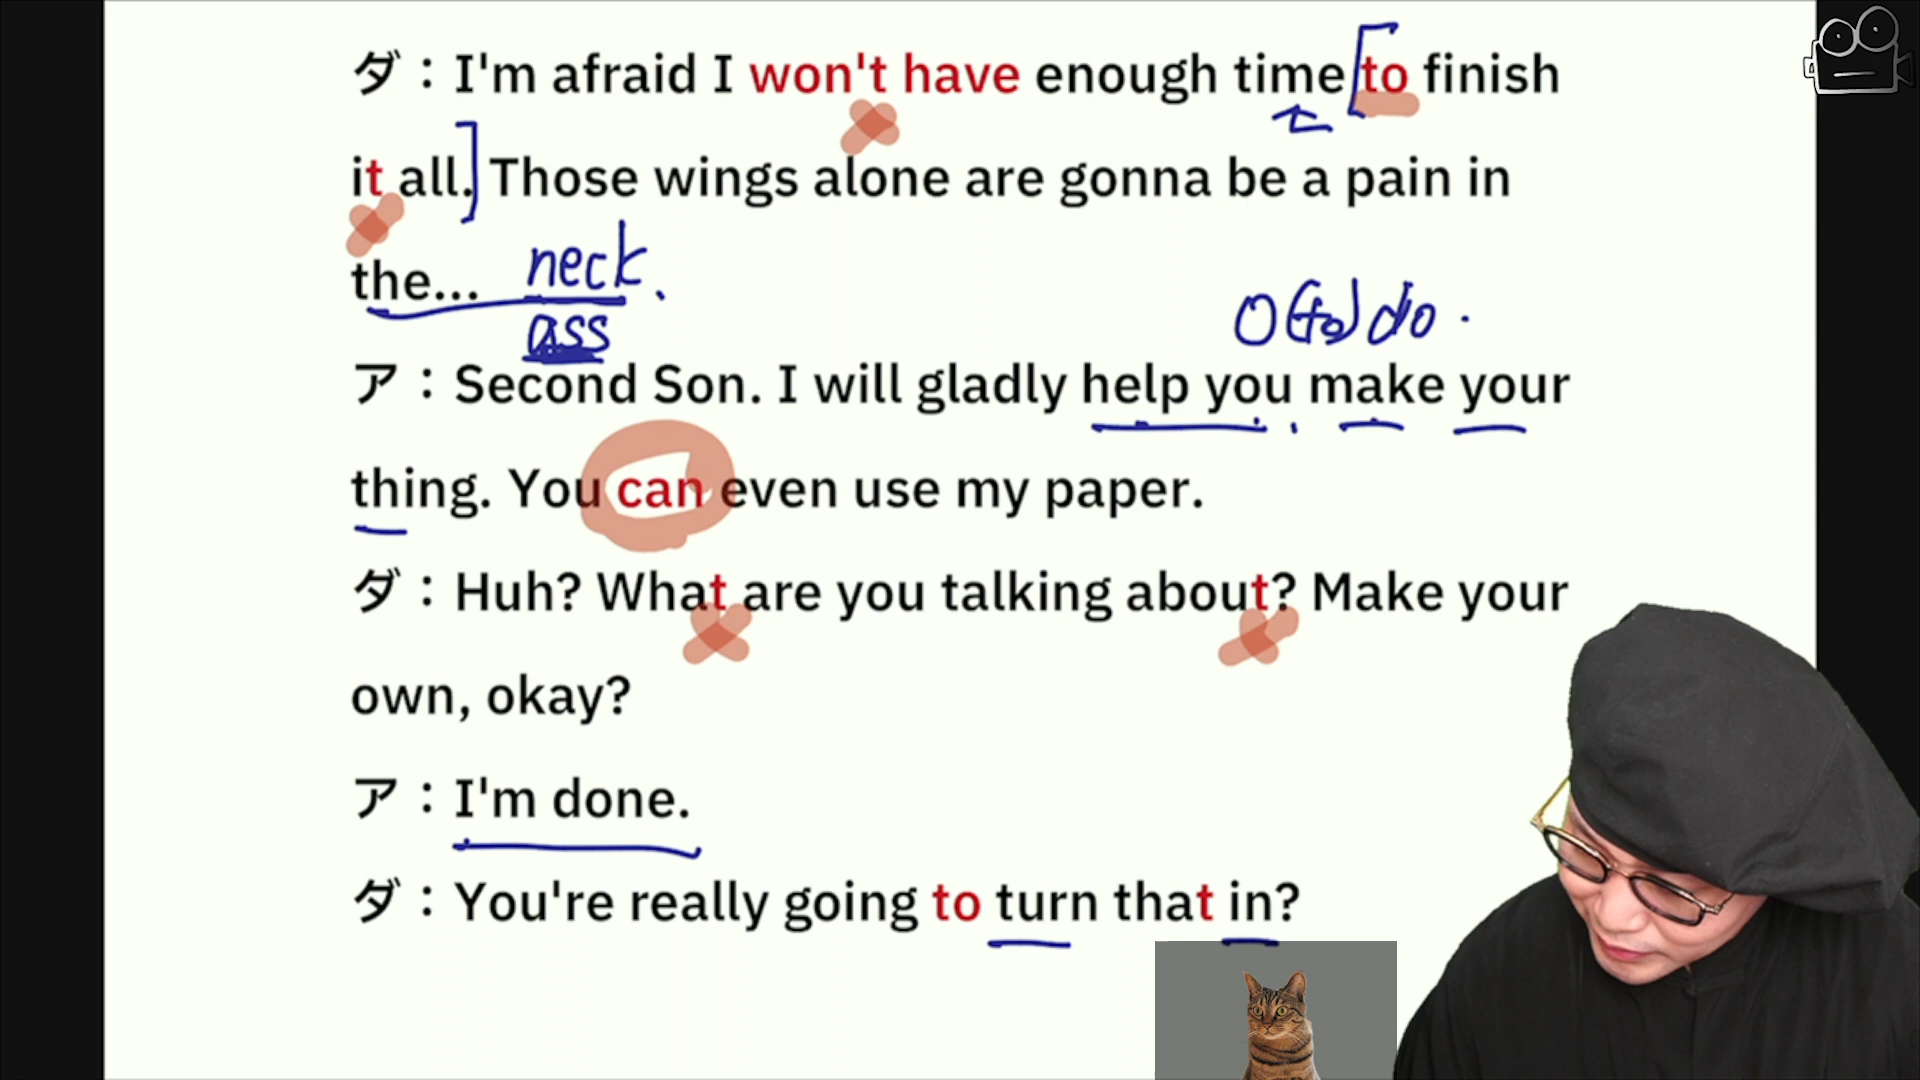 ダ：I'm afraid I won't have enough time to finish
it all. Those wings alone are gonna be a pain in
the... neck.
ass
O(to)do.
ア：Second Son. I will gladly help you make your
thing. You can even use my paper.
ダ：Huh? What are you talking about? Make your
own, okay?
ア：I'm done.
ダ：You're really going to turn that in?